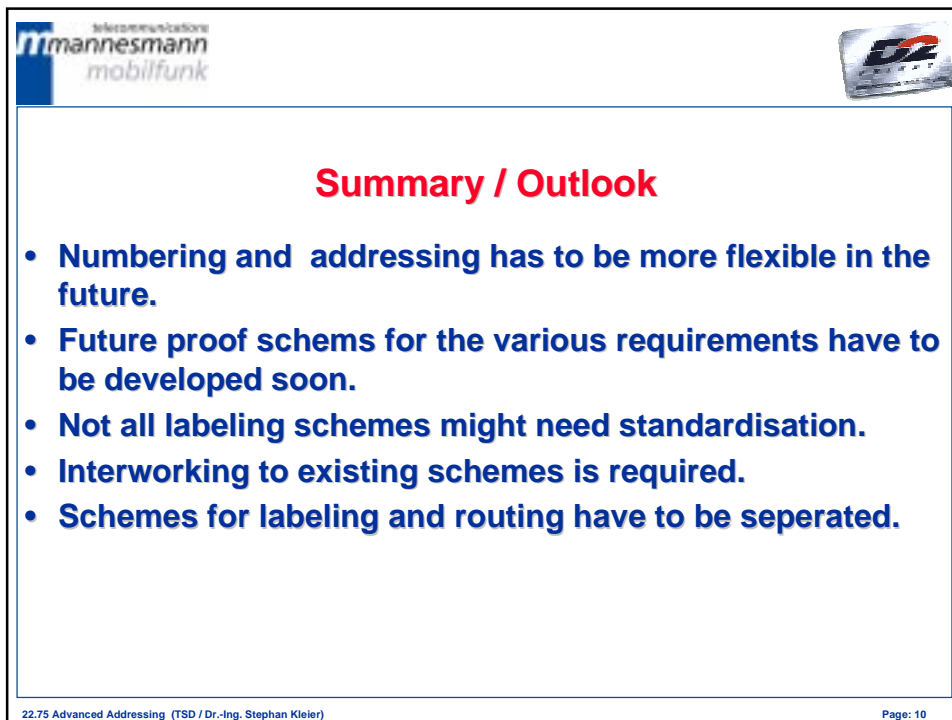 telecommunications
mannesmann
mobilfunk
D2
Summary / Outlook
• Numbering and  addressing has to be more flexible in the
future.
• Future proof schems for the various requirements have to
be developed soon.
• Not all labeling schemes might need standardisation.
• Interworking to existing schemes is required.
• Schemes for labeling and routing have to be seperated.
22.75 Advanced Addressing  (TSD / Dr.-Ing. Stephan Kleier)
Page: 10